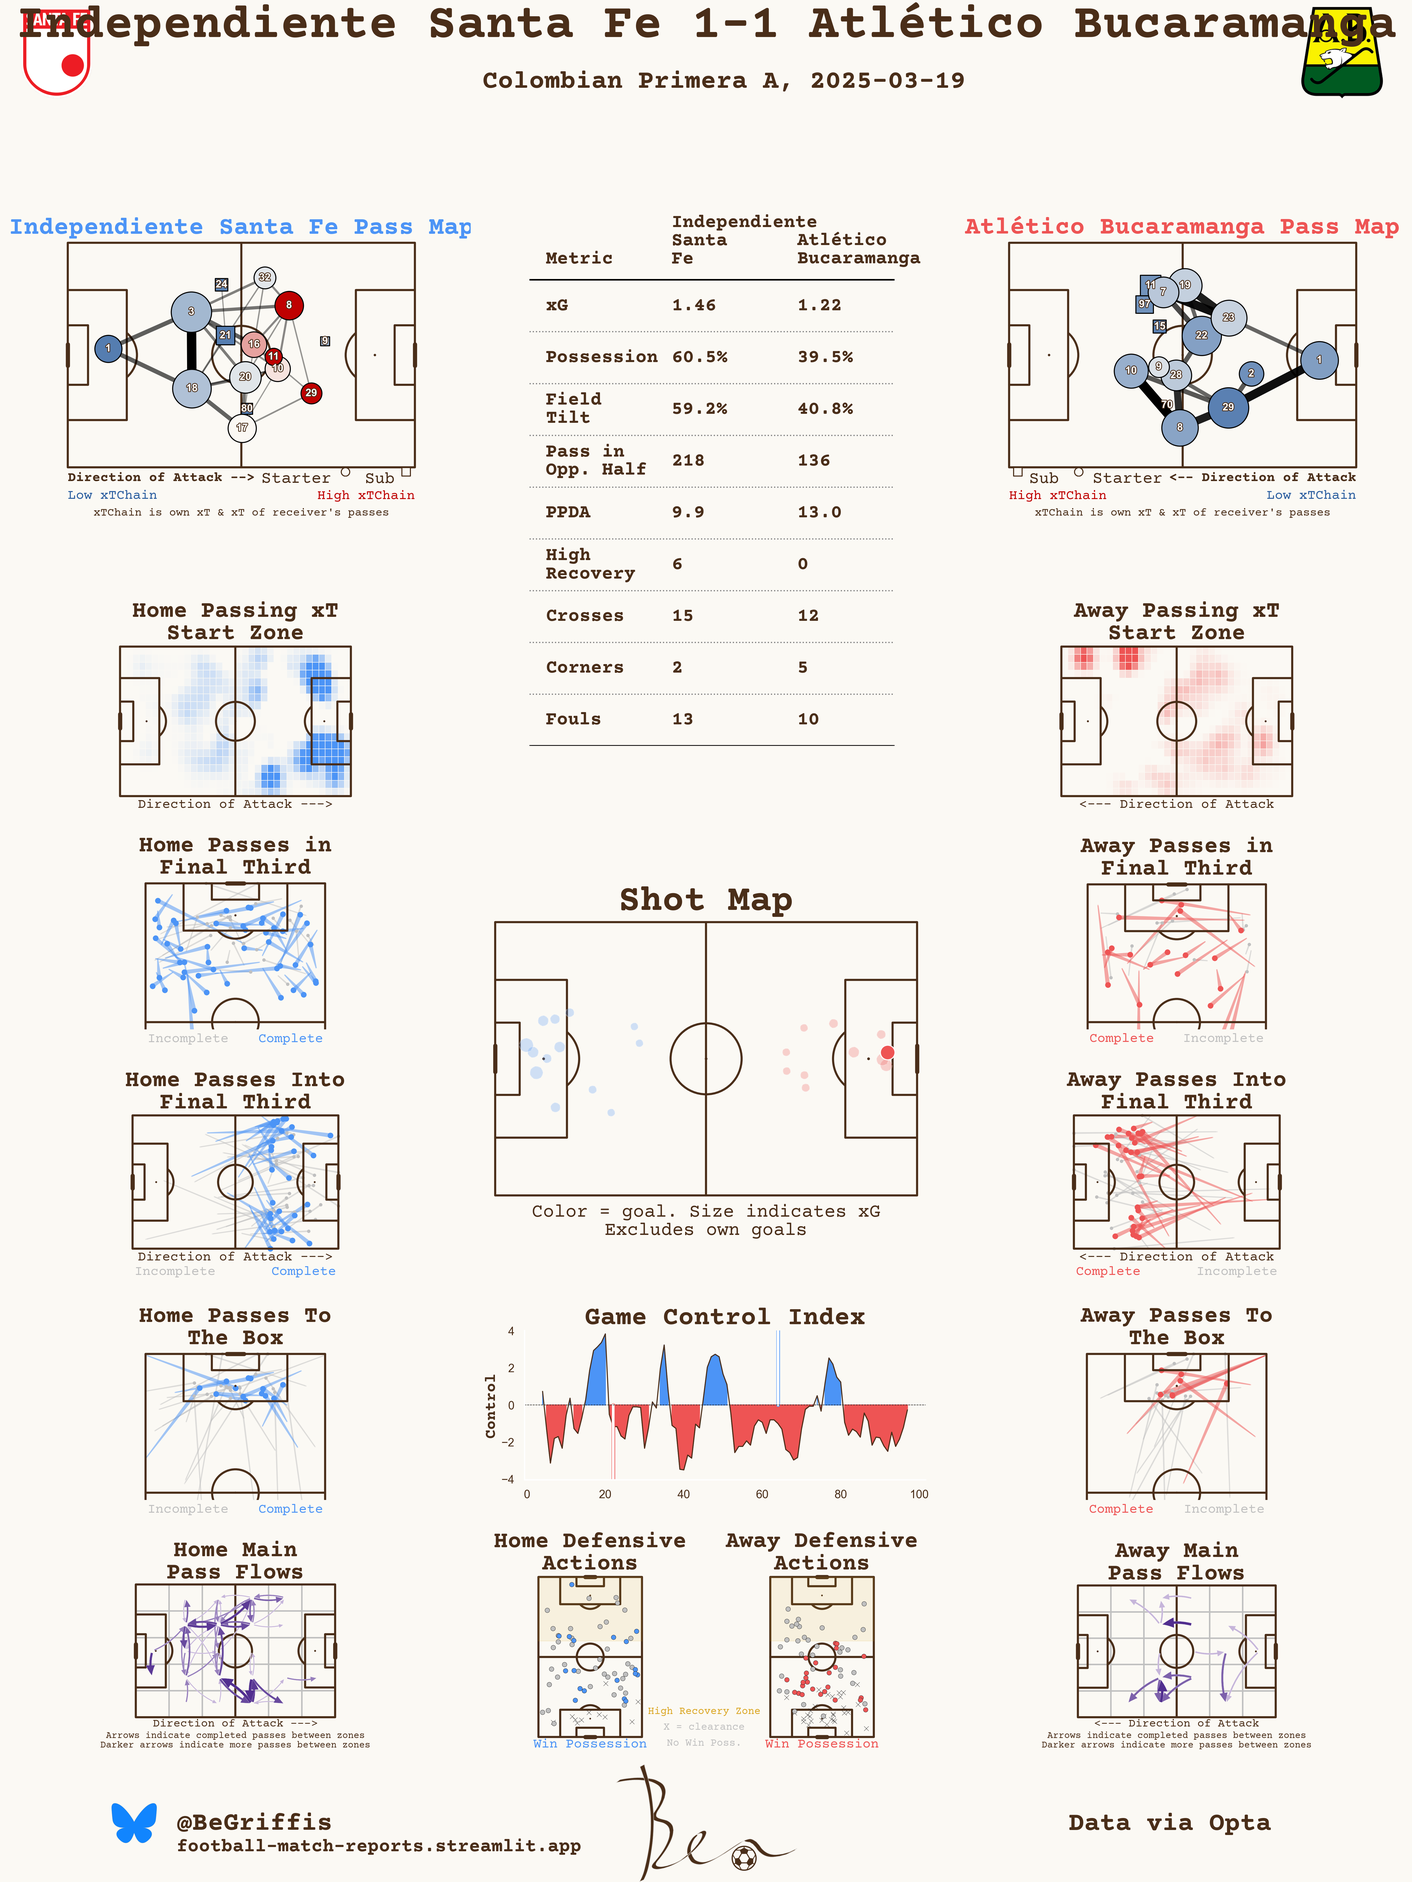 Independiente Santa Fe 1-1 Atlético Bucaramanga
Colombian Primera A, 2025-03-19
SANTA FE
A.B.
Independiente Santa Fe Pass Map
24
32
3
8
21
16
9
1
11
10
20
18
29
80
17
Direction of Attack --> Starter Sub
Low xTChain High xTChain
xTChain is own xT & xT of receiver's passes
Metric Independiente Santa Fe Atlético Bucaramanga
xG 1.46 1.22
Possession 60.5% 39.5%
Field Tilt 59.2% 40.8%
Pass in Opp. Half 218 136
PPDA 9.9 13.0
High Recovery 6 0
Crosses 15 12
Corners 2 5
Fouls 13 10
Atlético Bucaramanga Pass Map
11
7
19
97
15
23
22
1
10
9
28
2
70
29
8
Sub Starter <-- Direction of Attack
High xTChain Low xTChain
xTChain is own xT & xT of receiver's passes
Home Passing xT
Start Zone
Direction of Attack --->
Away Passing xT
Start Zone
<--- Direction of Attack
Home Passes in
Final Third
Incomplete Complete
Away Passes in
Final Third
Complete Incomplete
Shot Map
Color = goal. Size indicates xG
Excludes own goals
Home Passes Into
Final Third
Direction of Attack --->
Incomplete Complete
Away Passes Into
Final Third
<--- Direction of Attack
Complete Incomplete
Home Passes To
The Box
Incomplete Complete
Game Control Index
Control
4
2
0
−2
−4
0 20 40 60 80 100
Away Passes To
The Box
Complete Incomplete
Home Main
Pass Flows
Direction of Attack --->
Arrows indicate completed passes between zones
Darker arrows indicate more passes between zones
Home Defensive
Actions
Win Possession
High Recovery Zone
X = clearance
No Win Poss.
Away Defensive
Actions
Win Possession
Away Main
Pass Flows
<--- Direction of Attack
Arrows indicate completed passes between zones
Darker arrows indicate more passes between zones
@BeGriffis
football-match-reports.streamlit.app
Ben
Data via Opta